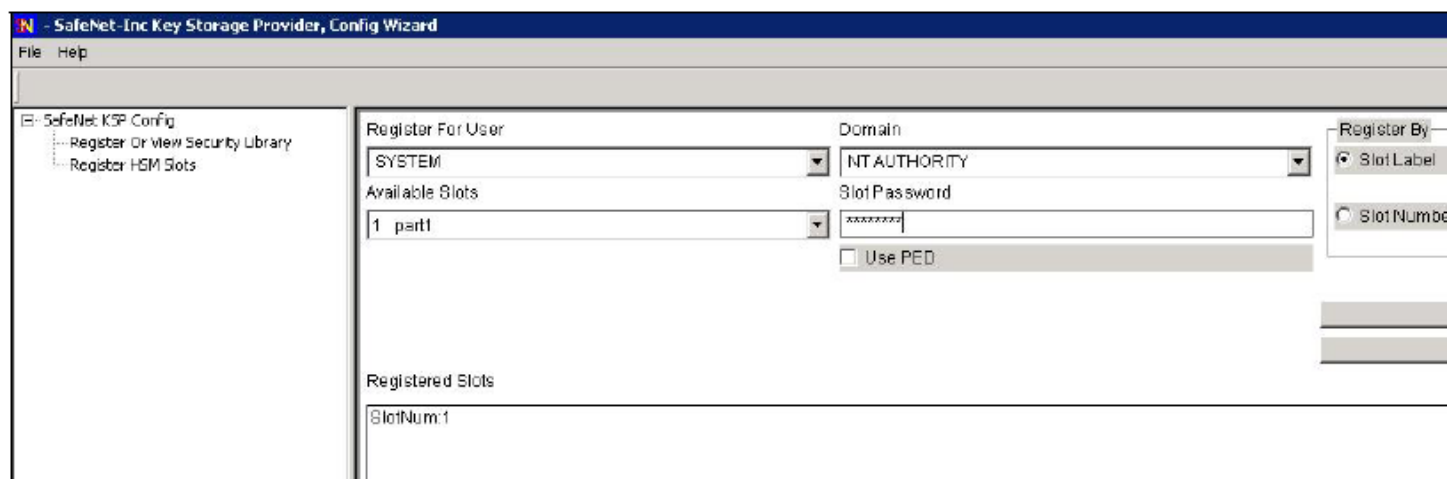 - SafeNet-Inc Key Storage Provider, Config Wizard
File Help
SafeNet KSP Config
Register Or View Security Library
Register HSM Slots
Register For User
Domain
Register By
SYSTEM
NT AUTHORITY
Slot Label
Available Slots
Slot Password
1 part1
********
Slot Numbe
Use PED
Registered Slots
SlotNum:1